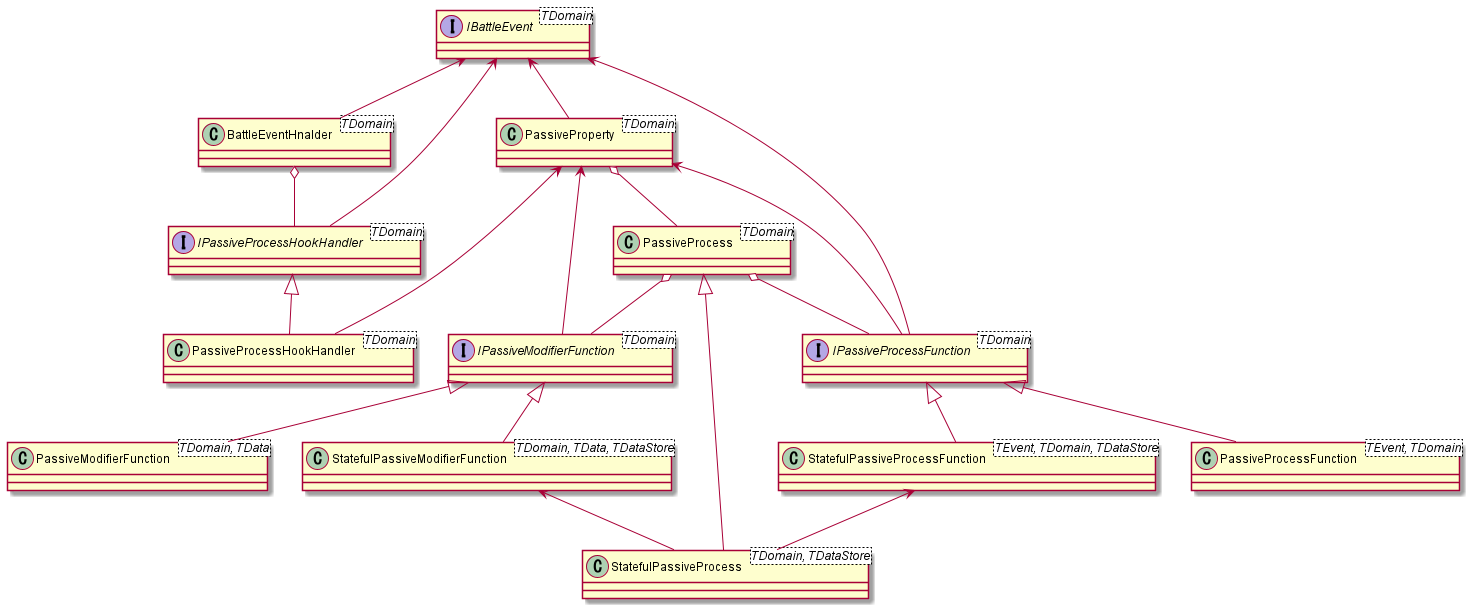 I IBattleEvent TDomain
C BattleEventHnalder TDomain
C PassiveProperty TDomain
I IPassiveProcessHookHandler TDomain
C PassiveProcess TDomain
C PassiveProcessHookHandler TDomain
I IPassiveModifierFunction TDomain
I IPassiveProcessFunction TDomain
C PassiveModifierFunction TDomain, TData
C StatefulPassiveModifierFunction TDomain, TData, TDataStore
C StatefulPassiveProcessFunction TEvent, TDomain, TDataStore
C PassiveProcessFunction TEvent, TDomain
C StatefulPassiveProcess TDomain, TDataStore